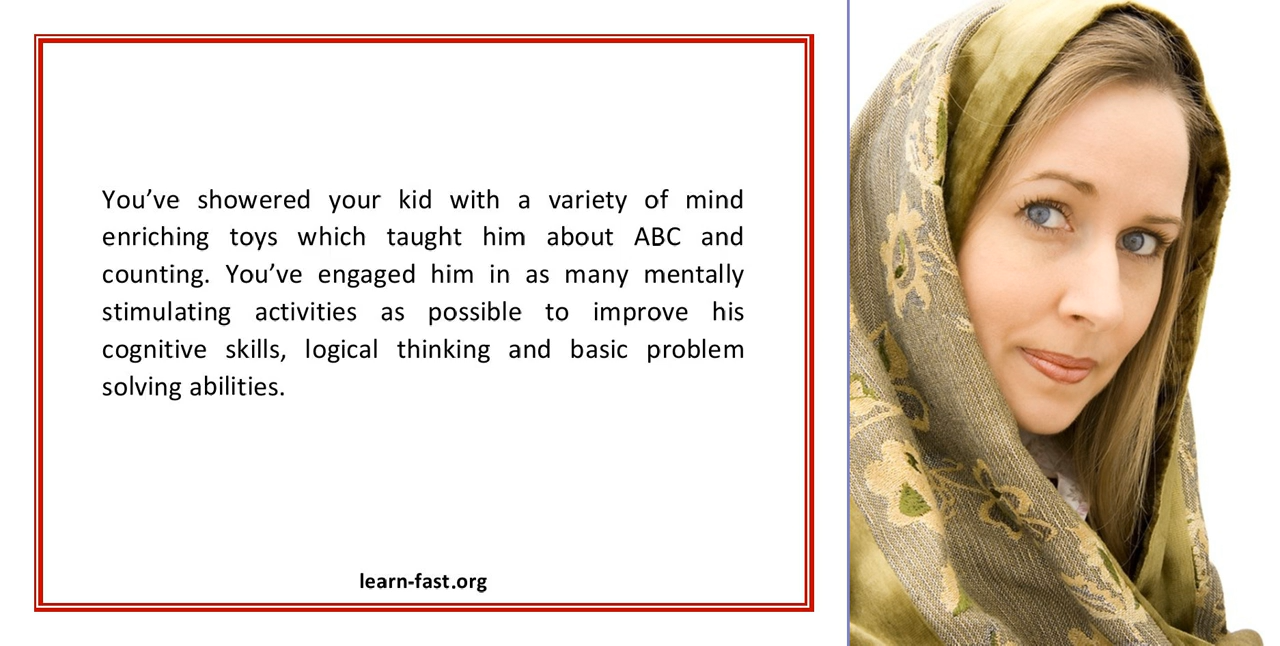 You’ve showered your kid with a variety of mind
enriching toys which taught him about ABC and
counting. You’ve engaged him in as many mentally
stimulating activities as possible to improve his
cognitive skills, logical thinking and basic problem
solving abilities.
learn-fast.org